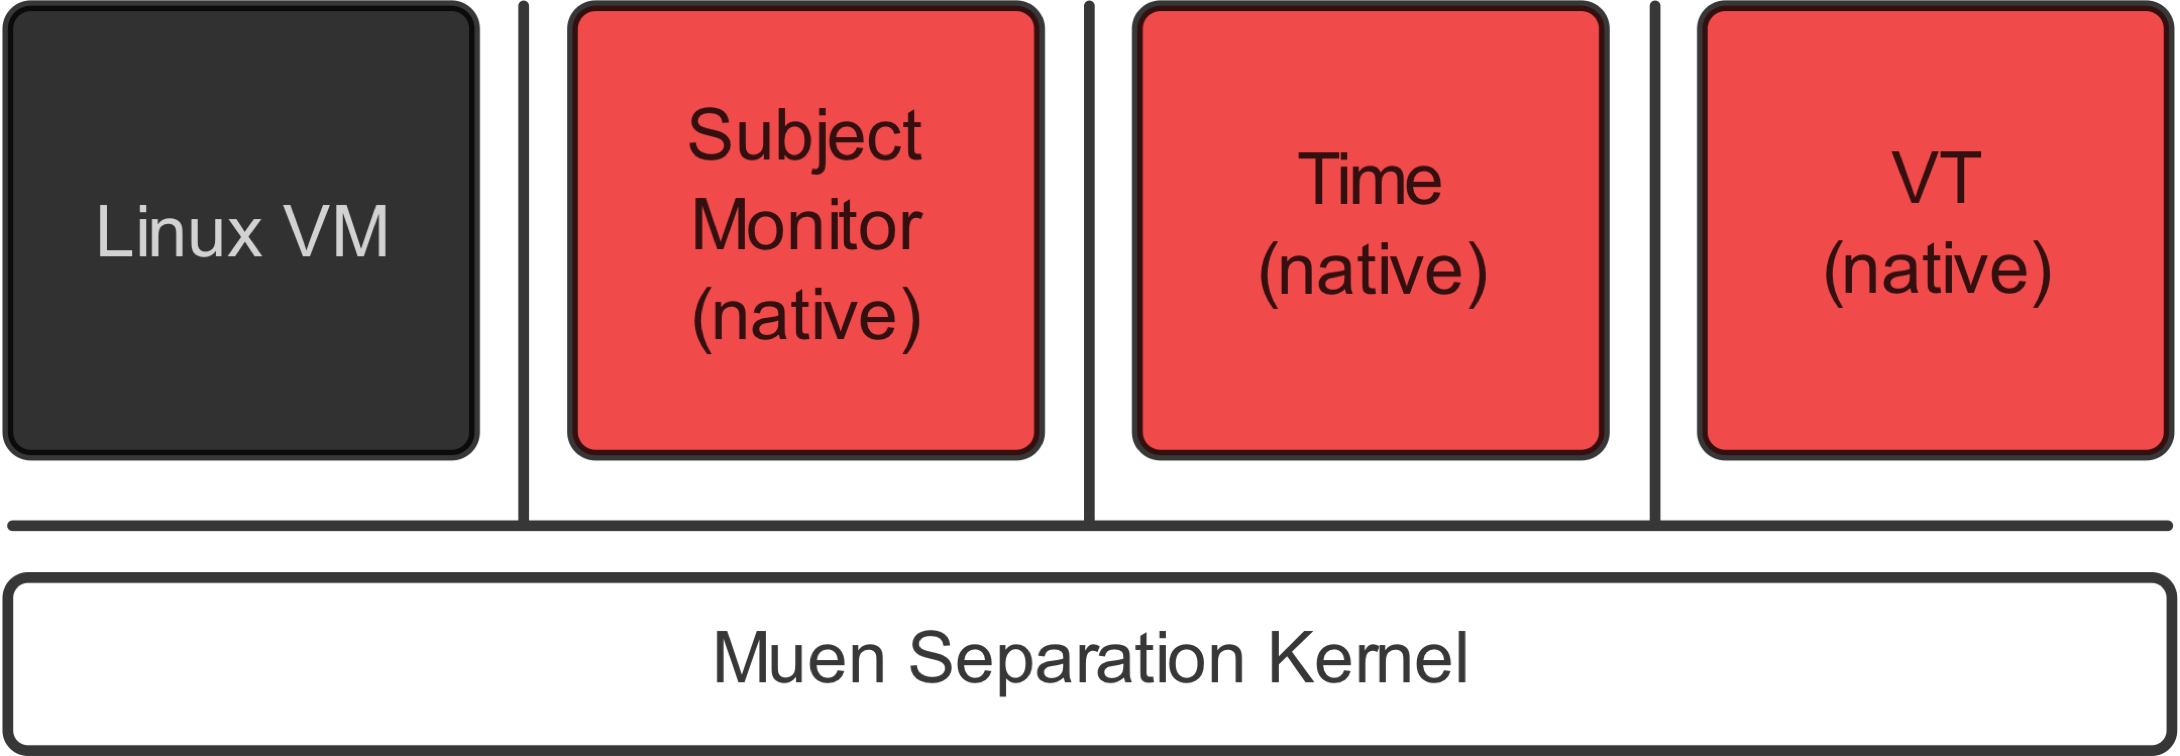 Linux VM
Subject
Monitor
(native)
Time
(native)
VT
(native)
Muen Separation Kernel